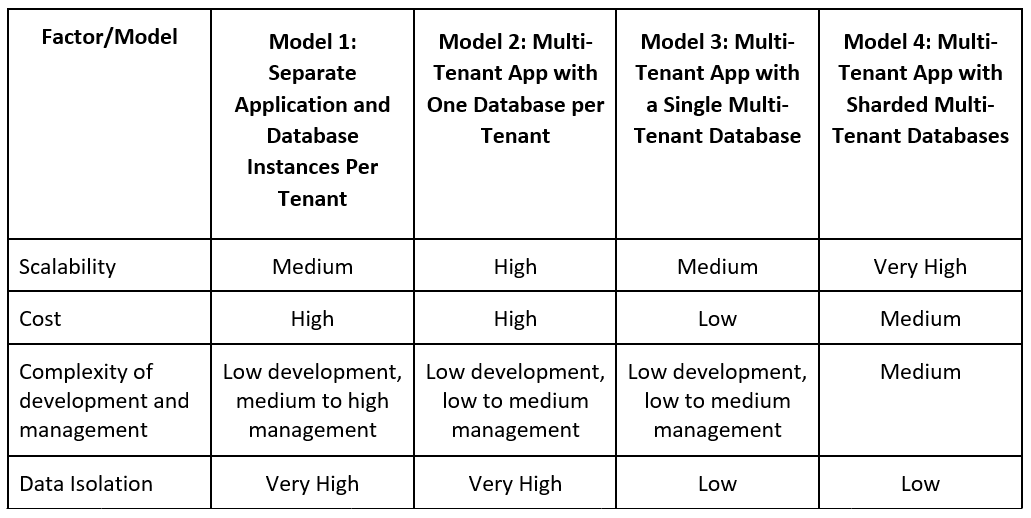 Factor/Model
Model 1:
Separate
Application and
Database
Instances Per
Tenant
Model 2: Multi-
Tenant App with
One Database per
Tenant
Model 3: Multi-
Tenant App with
a Single Multi-
Tenant Database
Model 4: Multi-
Tenant App with
Sharded Multi-
Tenant Databases
Scalability
Medium
High
Medium
Very High
Cost
High
High
Low
Medium
Complexity of
development and
management
Low development,
medium to high
management
Low development,
low to medium
management
Low development,
low to medium
management
Medium
Data Isolation
Very High
Very High
Low
Low